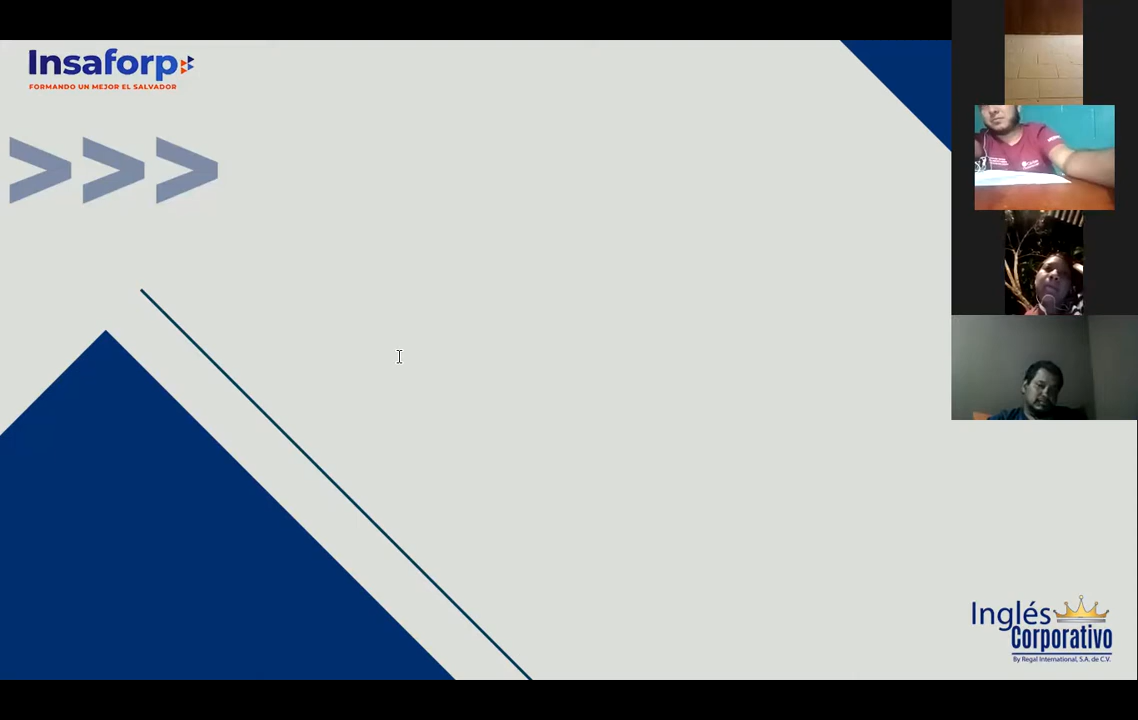 Insaforp
FORMANDO UN MEJOR EL SALVADOR
>>>
Inglés
Corporativo
By Regal International, S.A. de C.V.